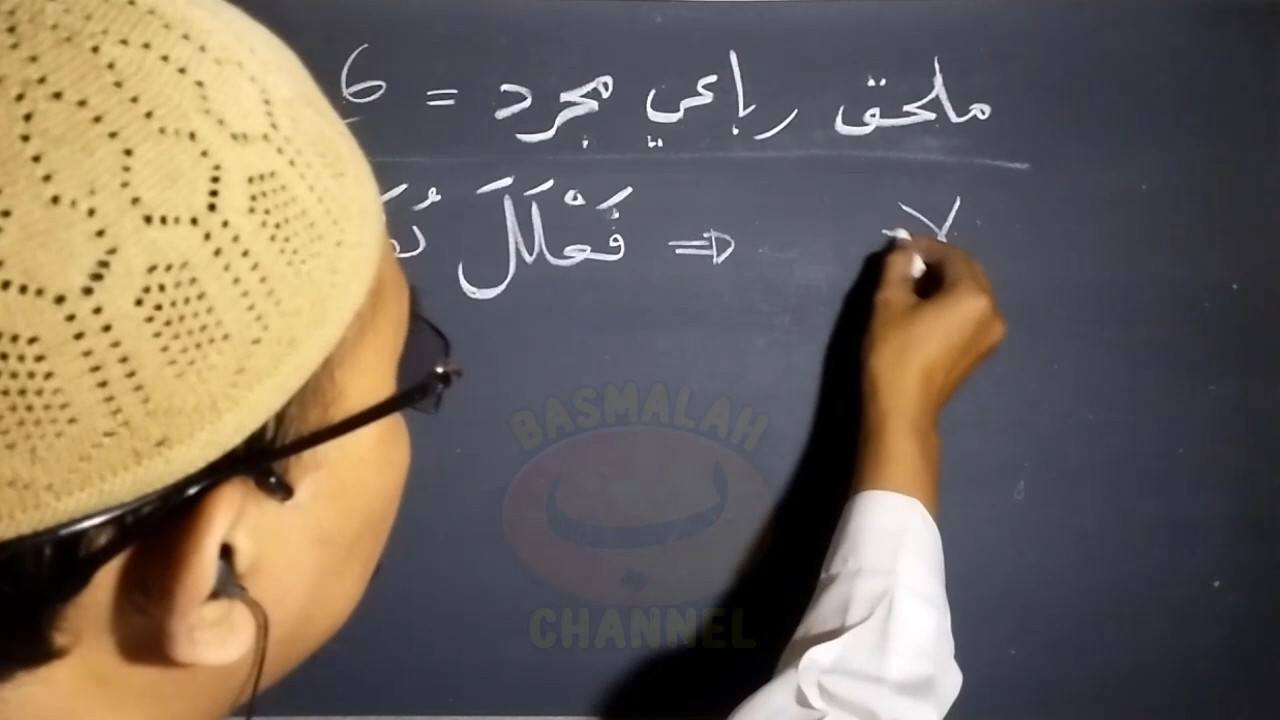 ملحق رباعي مجرد = 6
⇒ فَعْلَلَ
BASMALAH
CHANNEL